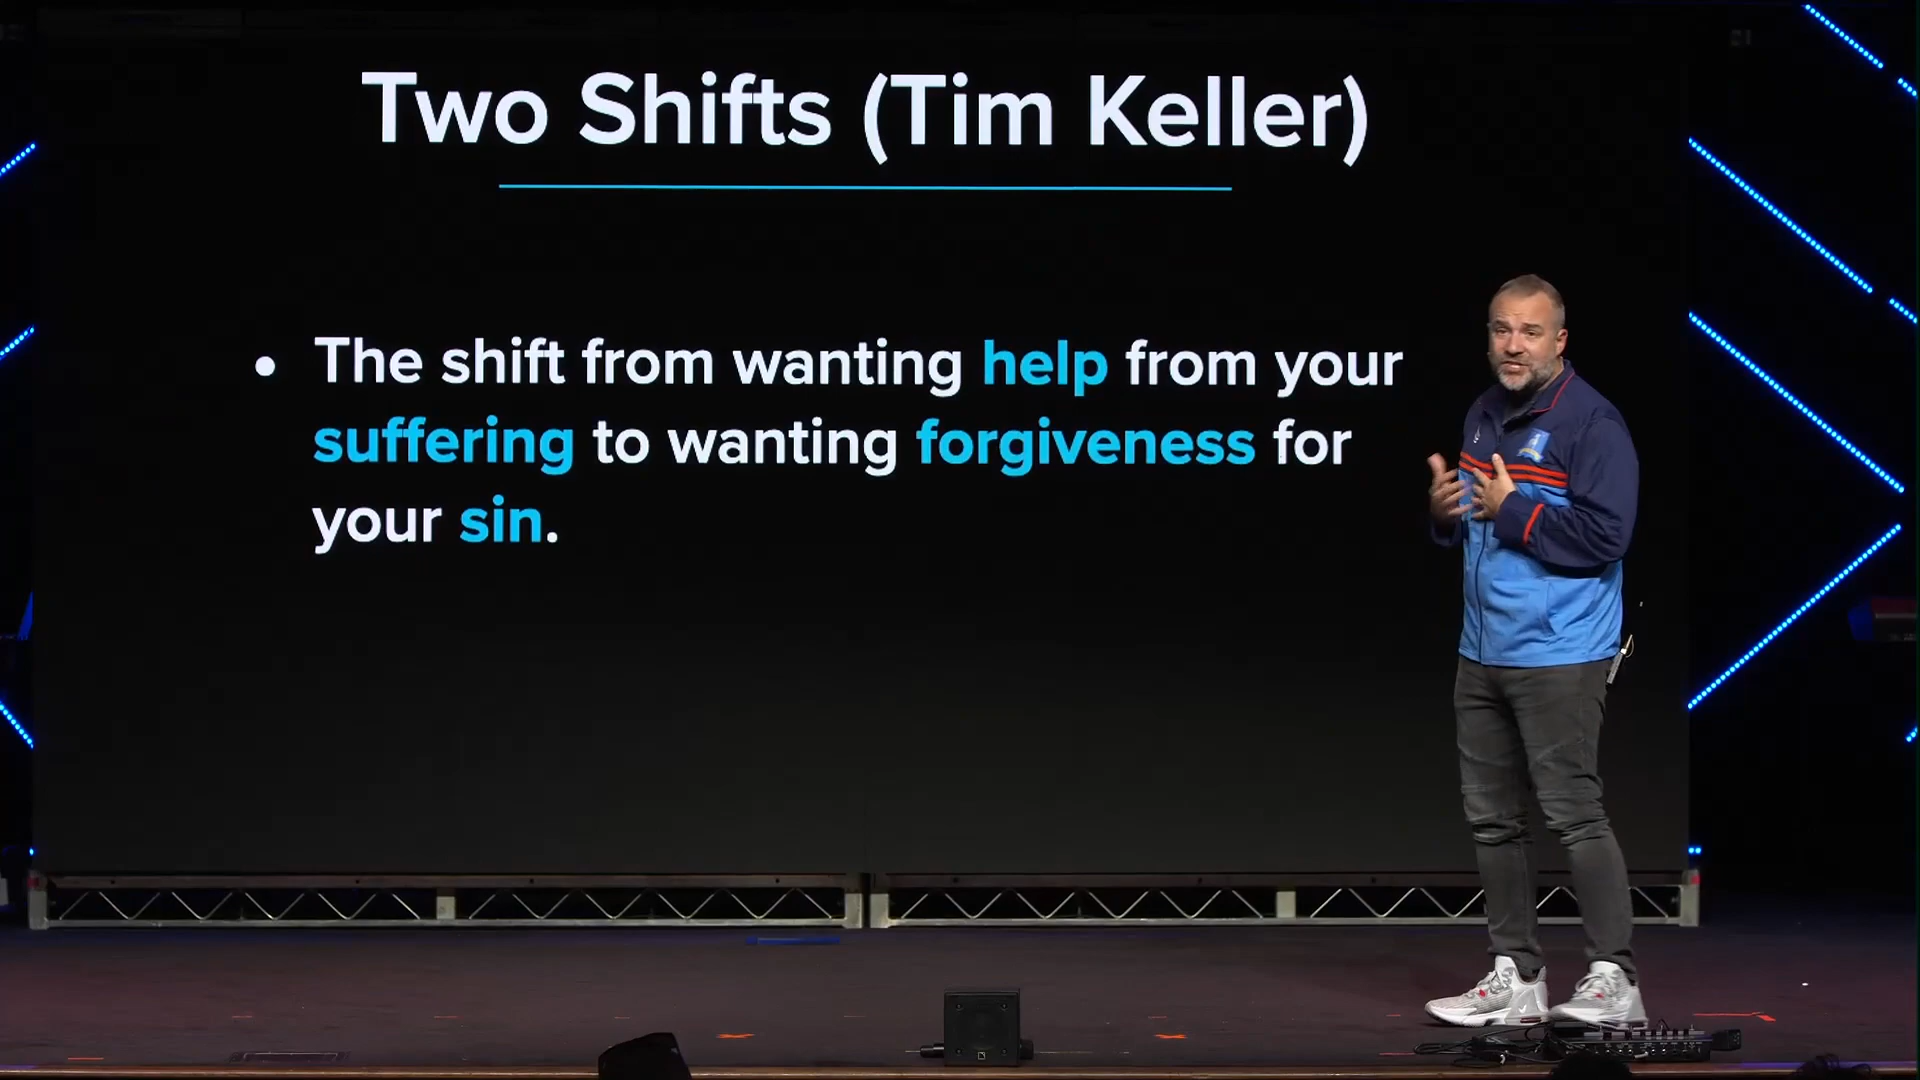 Two Shifts (Tim Keller)
• The shift from wanting help from your
suffering to wanting forgiveness for
your sin.